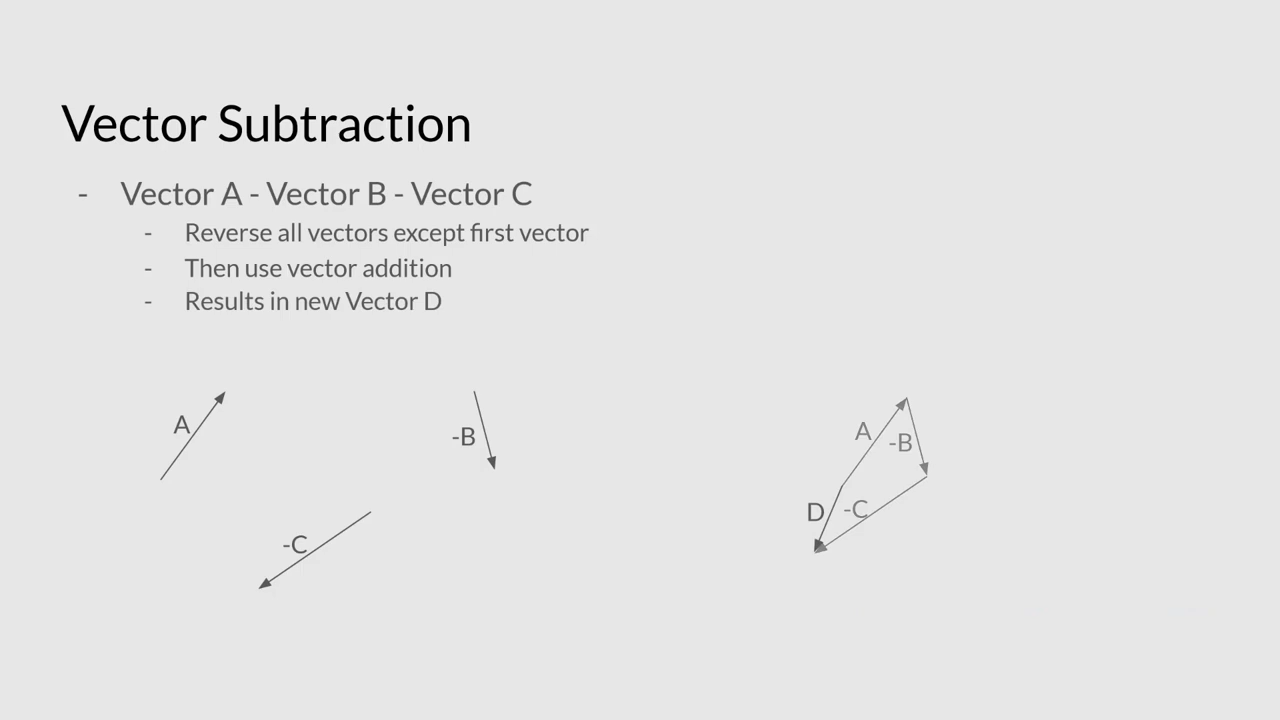 Vector Subtraction
- Vector A - Vector B - Vector C
- Reverse all vectors except first vector
- Then use vector addition
- Results in new Vector D
A
-B
-C
A
-B
D
-C